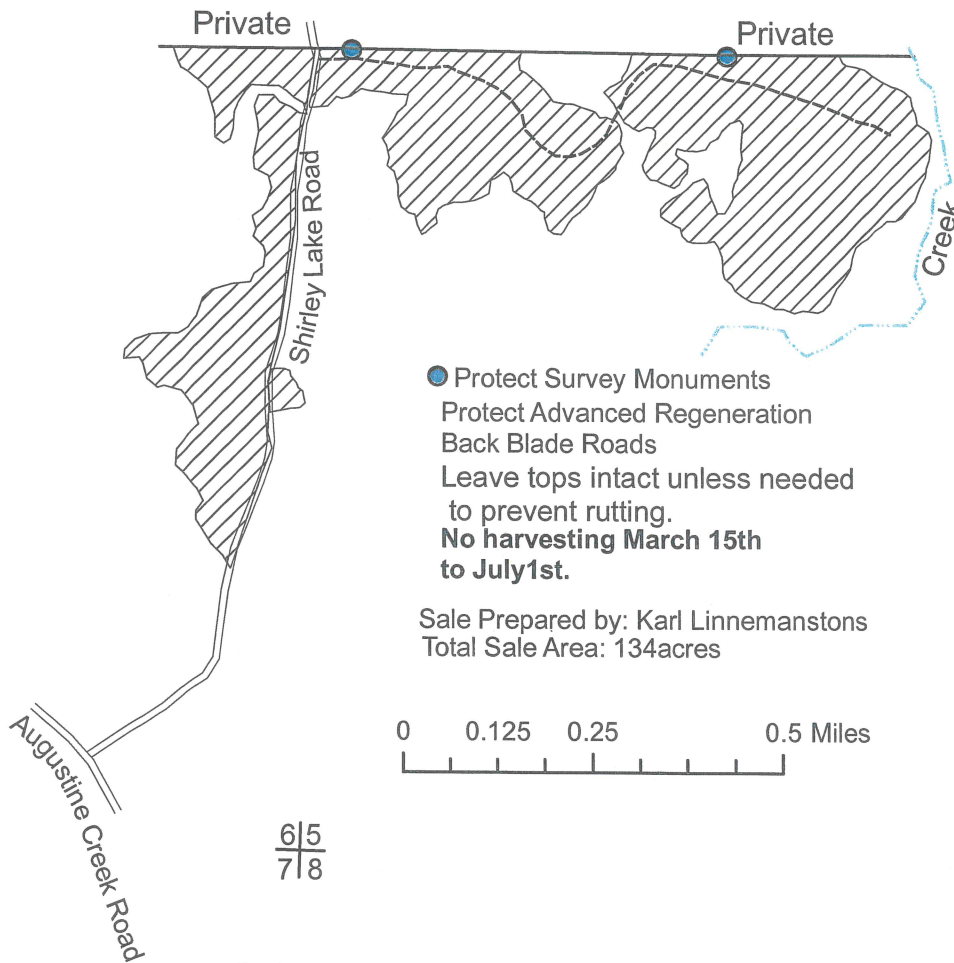 Private
Private
Shirley Lake Road
Creek
Protect Survey Monuments
Protect Advanced Regeneration
Back Blade Roads
Leave tops intact unless needed
to prevent rutting.
No harvesting March 15th
to July1st.
Sale Prepared by: Karl Linnemanstons
Total Sale Area: 134acres
0 0.125 0.25 0.5 Miles
Augustine Creek Road
6|5
7|8